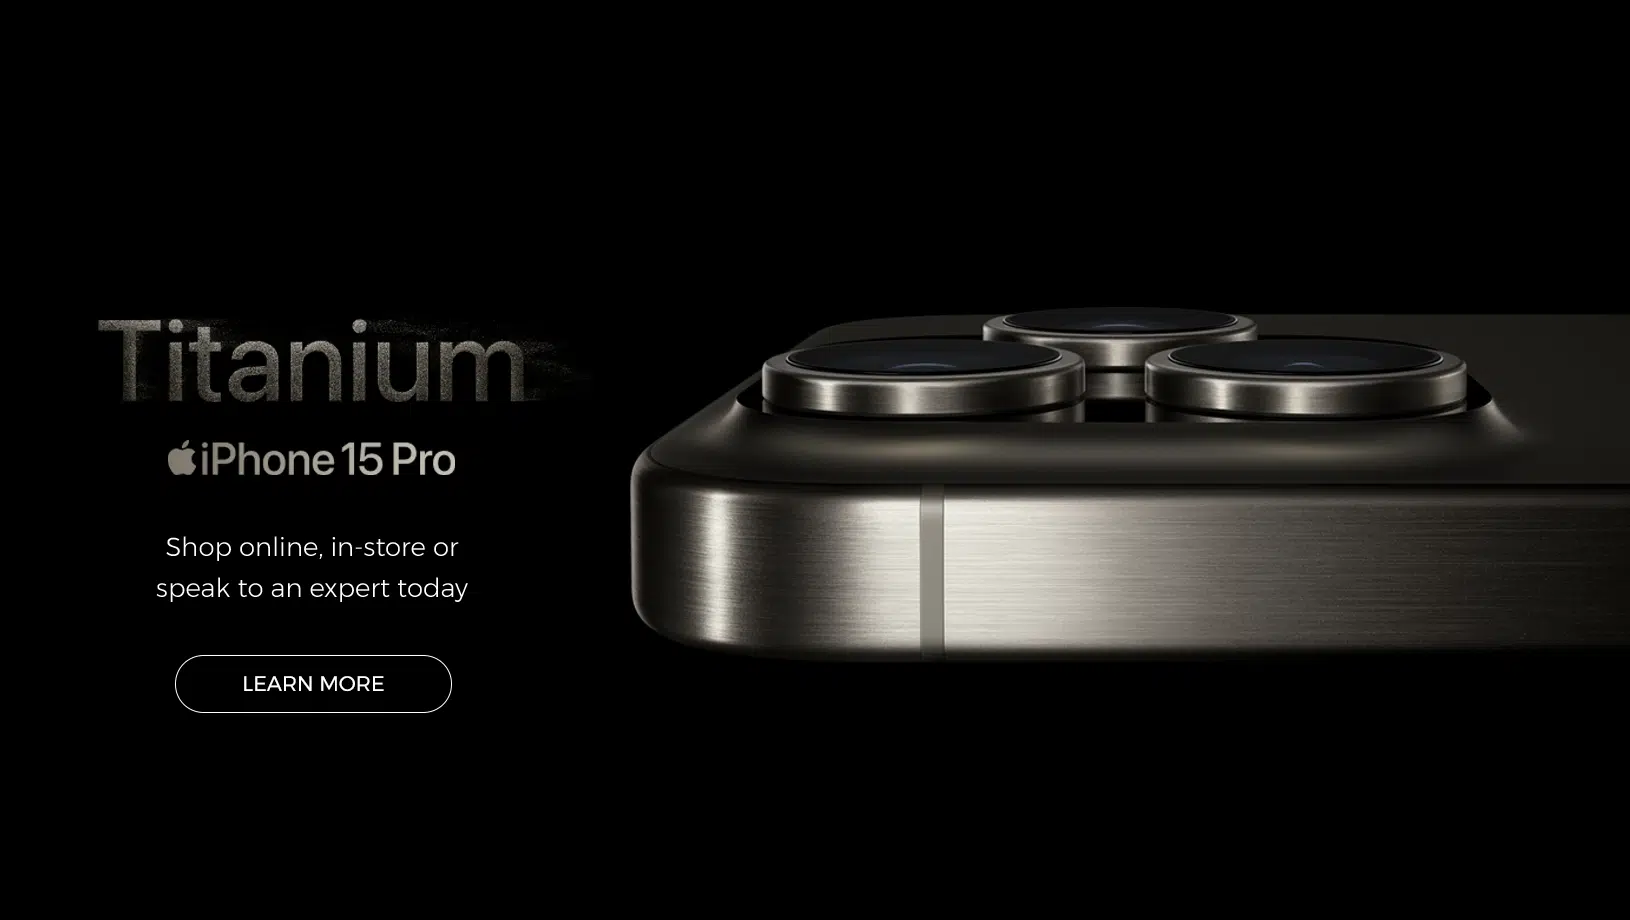 Titanium
iPhone 15 Pro
Shop online, in-store or
speak to an expert today
LEARN MORE